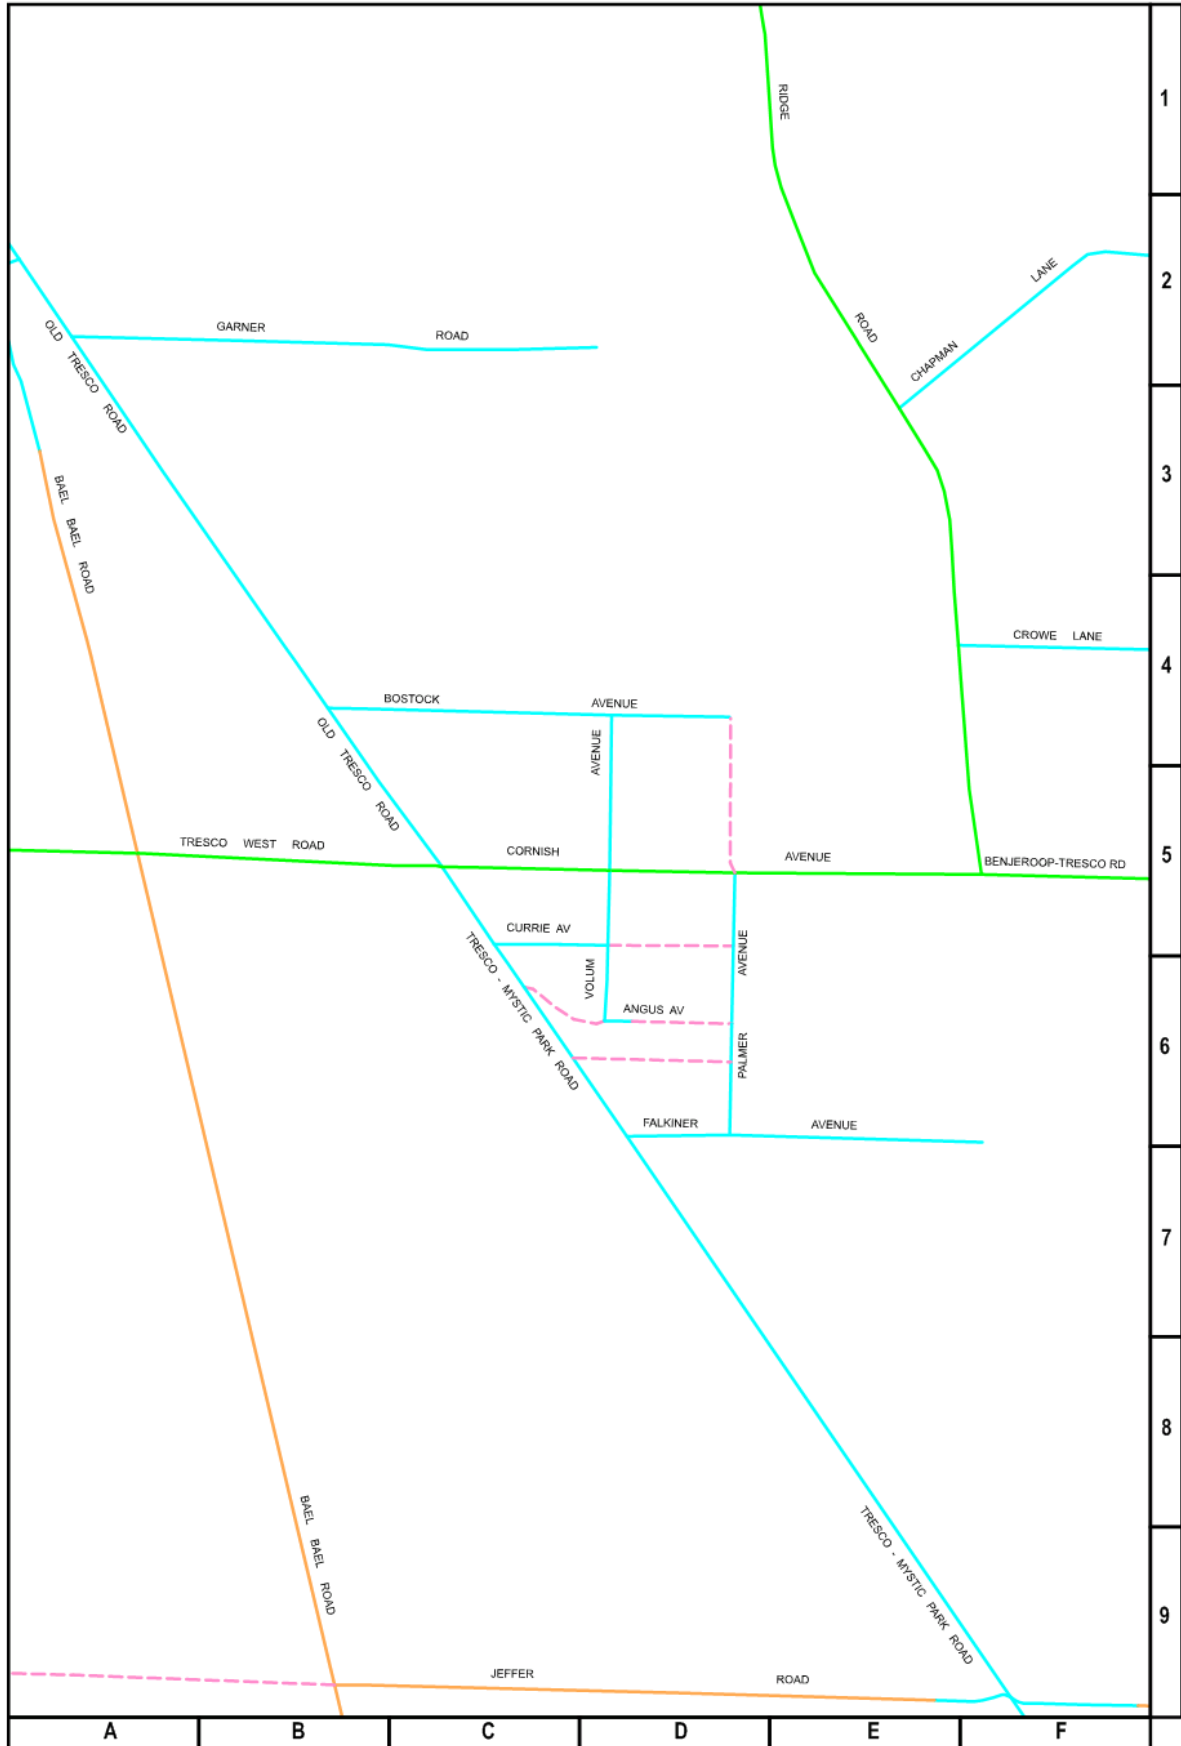 RIDGE
1
LANE
2
OLD TRESCO ROAD
GARNER ROAD
ROAD
CHAPMAN
BAEL BAEL ROAD
3
CROWE LANE
4
BOSTOCK AVENUE
OLD TRESCO ROAD
AVENUE
TRESCO WEST ROAD
CORNISH AVENUE
BENJEROOP-TRESCO RD
5
CURRIE AV
TRESCO - MYSTIC PARK ROAD
VOLUM
AVENUE
ANGUS AV
PALMER
6
FALKINER AVENUE
7
8
BAEL BAEL ROAD
TRESCO - MYSTIC PARK ROAD
9
JEFFER ROAD
A B C D E F